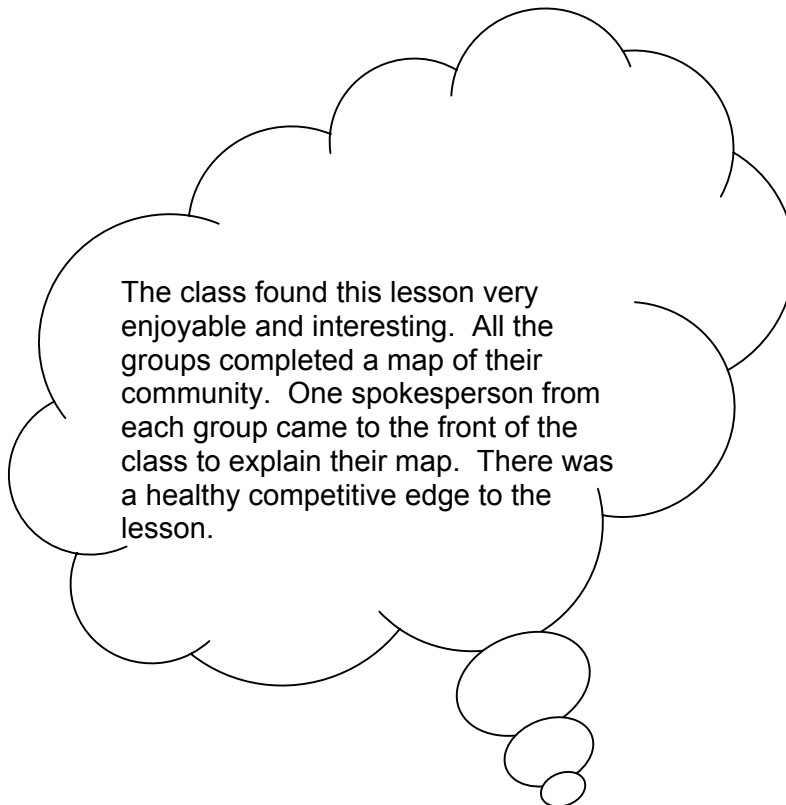 The class found this lesson very
enjoyable and interesting.  All the
groups completed a map of their
community.  One spokesperson from
each group came to the front of the
class to explain their map.  There was
a healthy competitive edge to the
lesson.